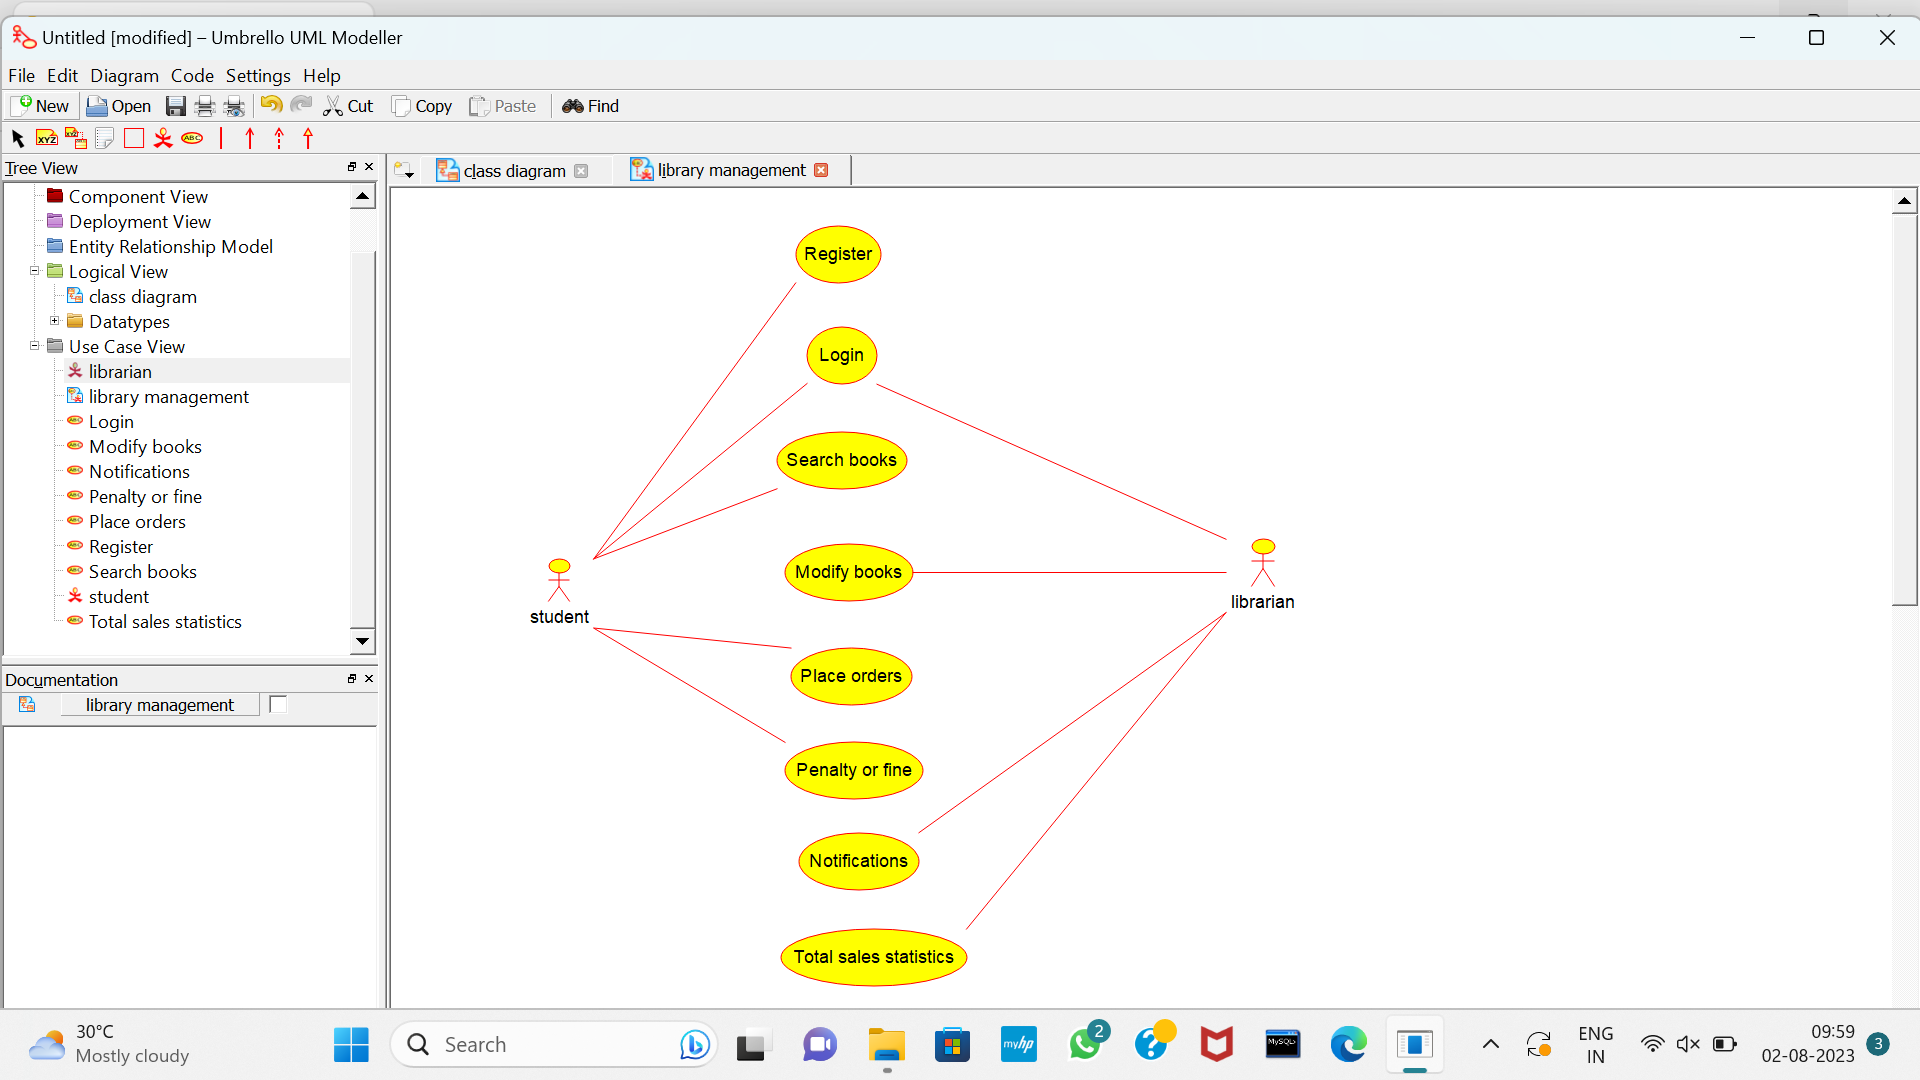 Untitled [modified] – Umbrello UML Modeller
File Edit Diagram Code Settings Help
New Open Cut Copy Paste Find
XYZ ABC
Tree View
class diagram
library management
Component View
Deployment View
Entity Relationship Model
Logical View
class diagram
Datatypes
Use Case View
librarian
library management
Login
Modify books
Notifications
Penalty or fine
Place orders
Register
Search books
student
Total sales statistics
Documentation
library management
Register
Login
Search books
Modify books
student
librarian
Place orders
Penalty or fine
Notifications
Total sales statistics
30°C
Mostly cloudy
Search
myhp
2
MySQL
ENG
IN
09:59
02-08-2023
3